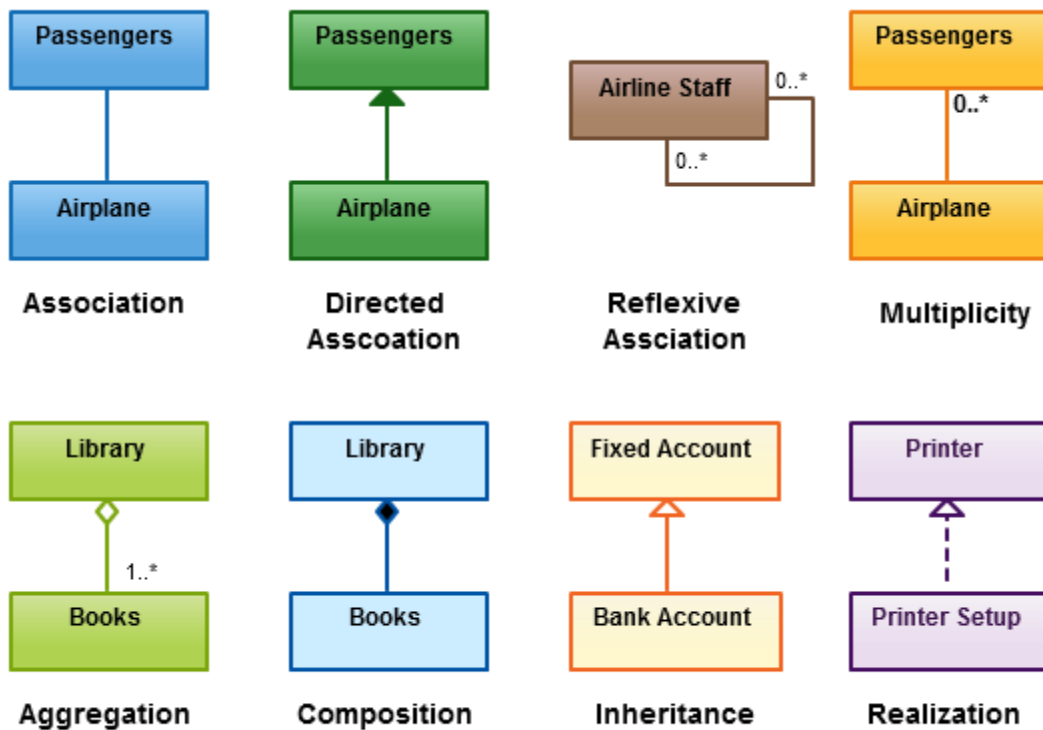 Passengers
Airplane
Association
Passengers
Airplane
Directed
Asscoation
Airline Staff
0..*
0..*
Reflexive
Assciation
Passengers
0..*
Airplane
Multiplicity
Library
1..*
Books
Aggregation
Library
Books
Composition
Fixed Account
Bank Account
Inheritance
Printer
Printer Setup
Realization